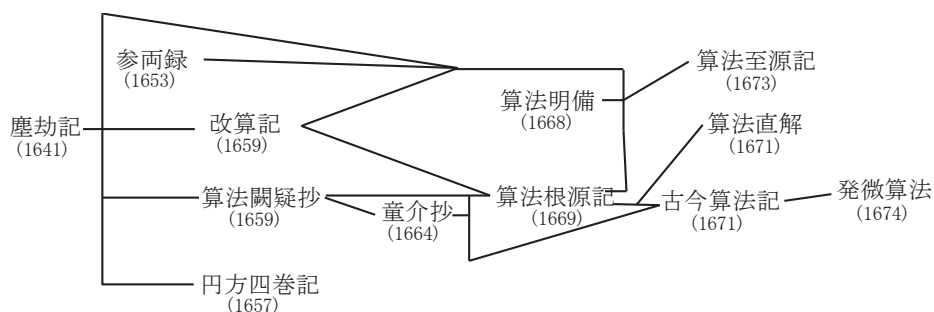 塵劫記
(1641)
参両録
(1653)
改算記
(1659)
算法闕疑抄
(1659)
円方四巻記
(1657)
童介抄
(1664)
算法明備
(1668)
算法根源記
(1669)
算法至源記
(1673)
算法直解
(1671)
古今算法記
(1671)
発微算法
(1674)